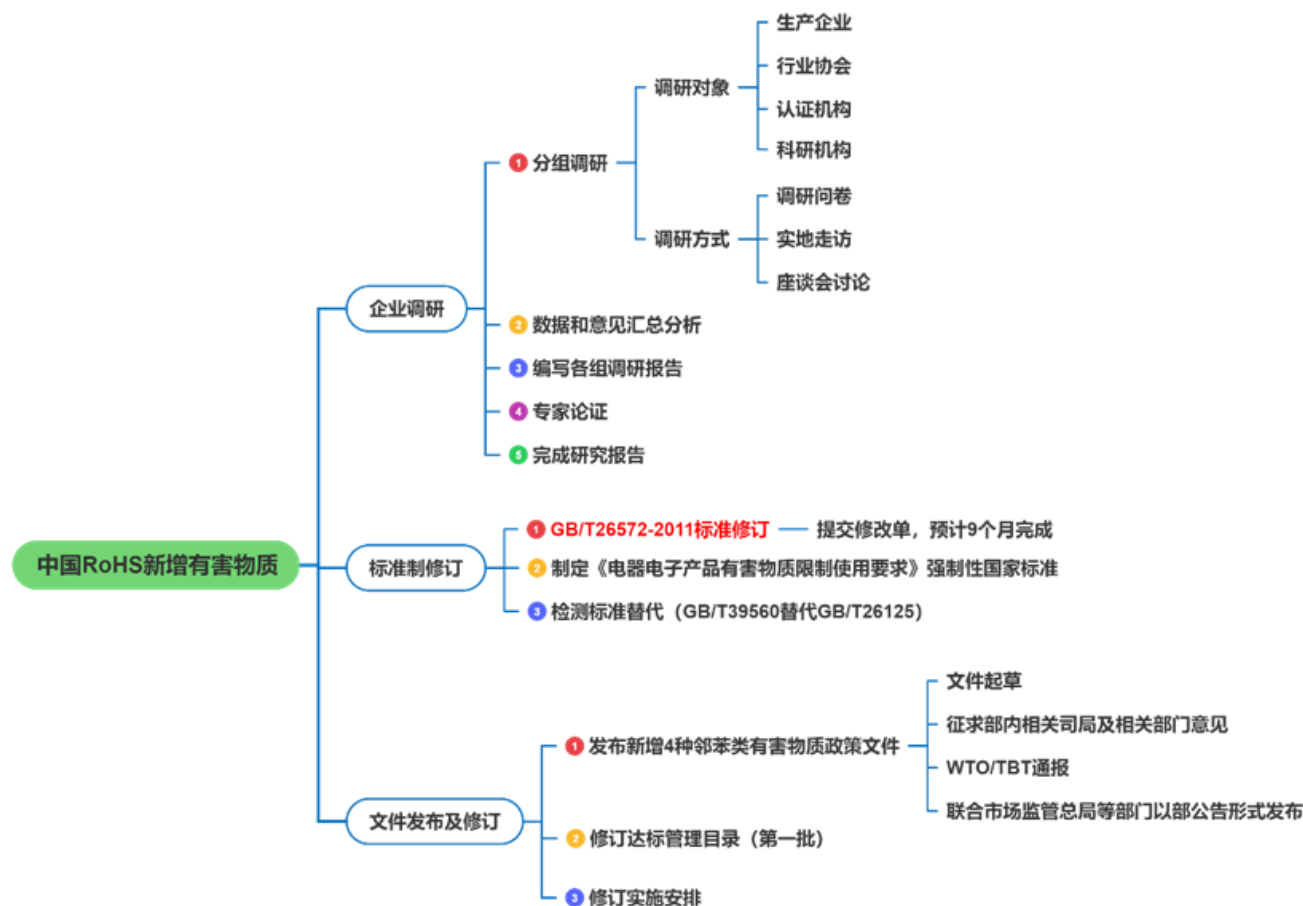 中国RoHS新增有害物质
企业调研
1 分组调研
调研对象
生产企业
行业协会
认证机构
科研机构
调研方式
调研问卷
实地走访
座谈会讨论
2 数据和意见汇总分析
3 编写各组调研报告
4 专家论证
5 完成研究报告
标准制修订
1 GB/T26572-2011标准修订
提交修改单，预计9个月完成
2 制定《电器电子产品有害物质限制使用要求》强制性国家标准
3 检测标准替代（GB/T39560替代GB/T26125）
文件发布及修订
1 发布新增4种邻苯类有害物质政策文件
文件起草
征求部内相关司局及相关部门意见
WTO/TBT通报
联合市场监管总局等部门以部公告形式发布
2 修订达标管理目录（第一批）
3 修订实施安排